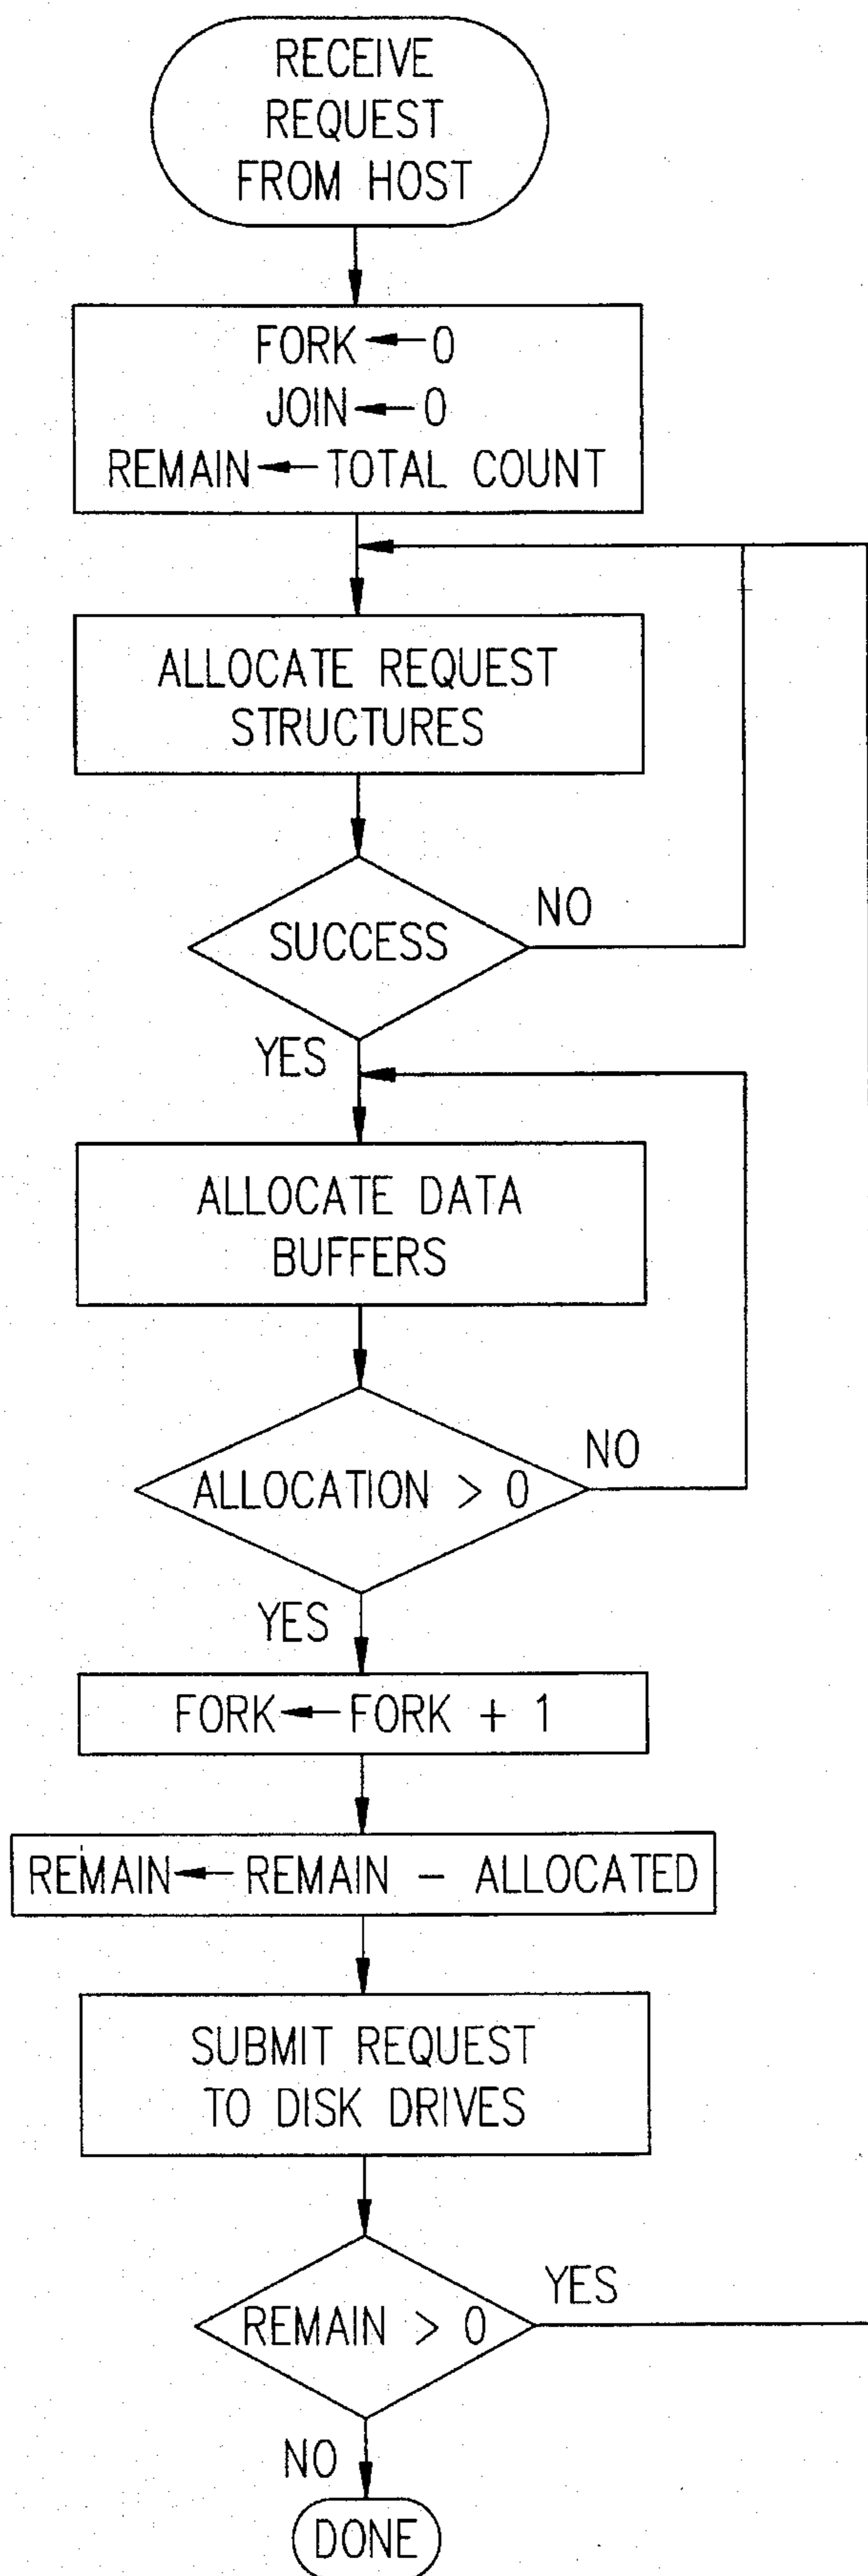 RECEIVE
REQUEST
FROM HOST
FORK←0
JOIN←0
REMAIN←TOTAL COUNT
ALLOCATE REQUEST
STRUCTURES
SUCCESS
NO
YES
ALLOCATE DATA
BUFFERS
ALLOCATION > 0
NO
YES
FORK←FORK + 1
REMAIN←REMAIN - ALLOCATED
SUBMIT REQUEST
TO DISK DRIVES
REMAIN > 0
YES
NO
DONE